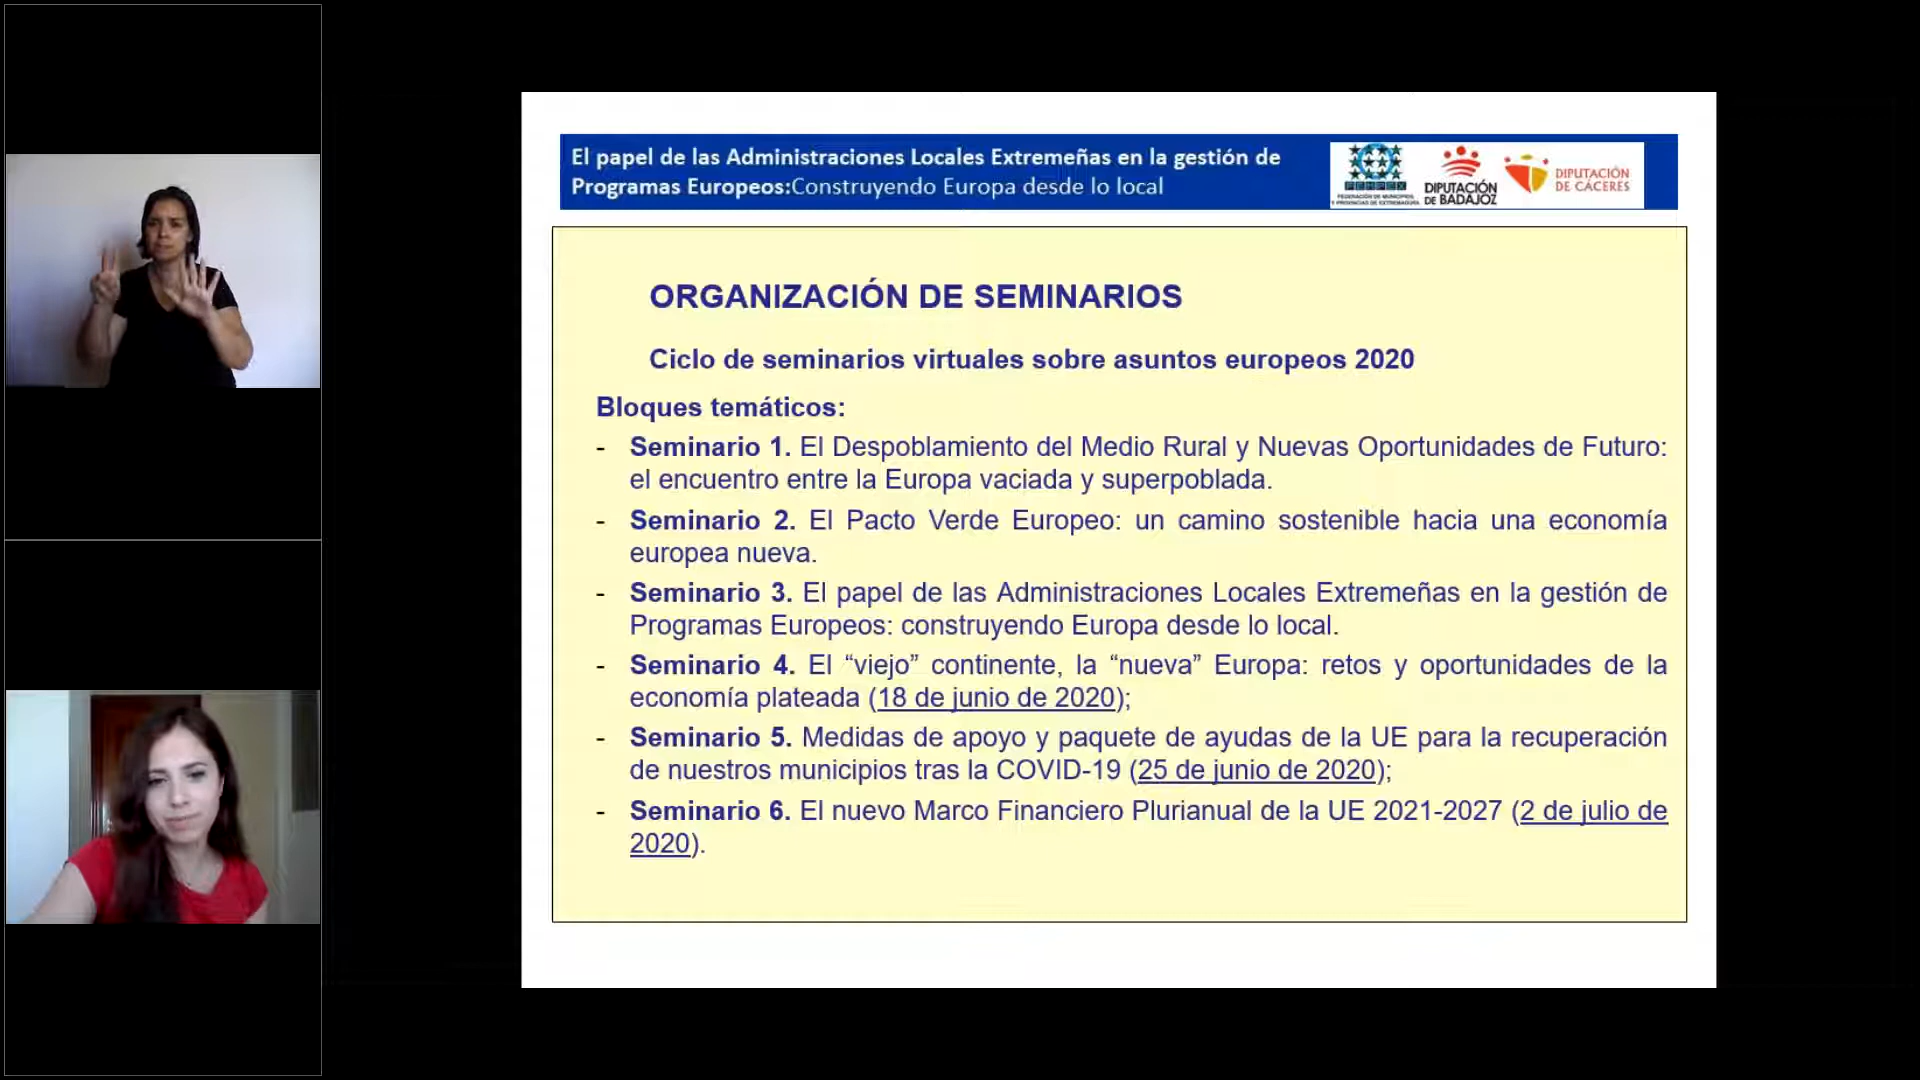 El papel de las Administraciones Locales Extremeñas en la gestión de
Programas Europeos:Construyendo Europa desde lo local
FEMPEX
FEDERACIÓN DE MUNICIPIOS
Y PROVINCIAS DE EXTREMADURA
DIPUTACIÓN
DE BADAJOZ
DIPUTACIÓN
DE CÁCERES
ORGANIZACIÓN DE SEMINARIOS
Ciclo de seminarios virtuales sobre asuntos europeos 2020
Bloques temáticos:
- Seminario 1. El Despoblamiento del Medio Rural y Nuevas Oportunidades de Futuro:
el encuentro entre la Europa vaciada y superpoblada.
- Seminario 2. El Pacto Verde Europeo: un camino sostenible hacia una economía
europea nueva.
- Seminario 3. El papel de las Administraciones Locales Extremeñas en la gestión de
Programas Europeos: construyendo Europa desde lo local.
- Seminario 4. El “viejo” continente, la “nueva” Europa: retos y oportunidades de la
economía plateada (18 de junio de 2020);
- Seminario 5. Medidas de apoyo y paquete de ayudas de la UE para la recuperación
de nuestros municipios tras la COVID-19 (25 de junio de 2020);
- Seminario 6. El nuevo Marco Financiero Plurianual de la UE 2021-2027 (2 de julio de
2020).